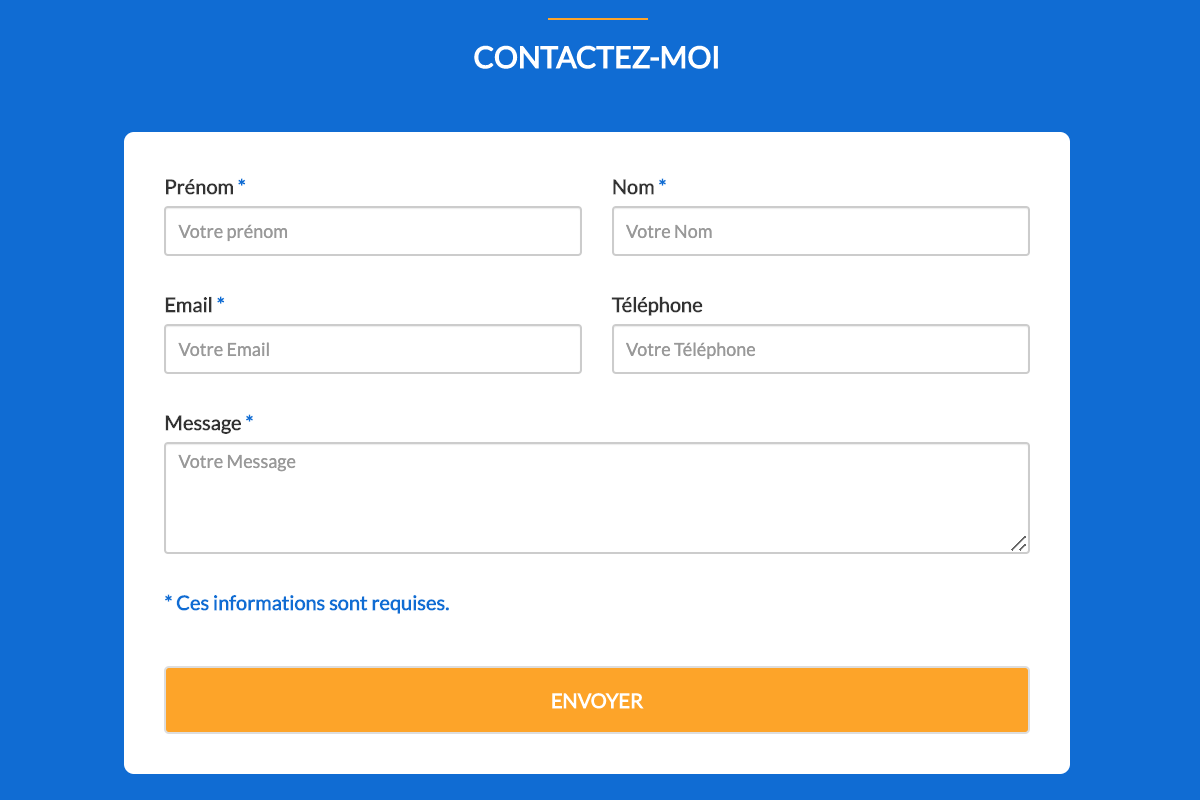 CONTACTEZ-MOI
Prénom * Nom *
Votre prénom Votre Nom
Email * Téléphone
Votre Email Votre Téléphone
Message *
Votre Message
* Ces informations sont requises.
ENVOYER